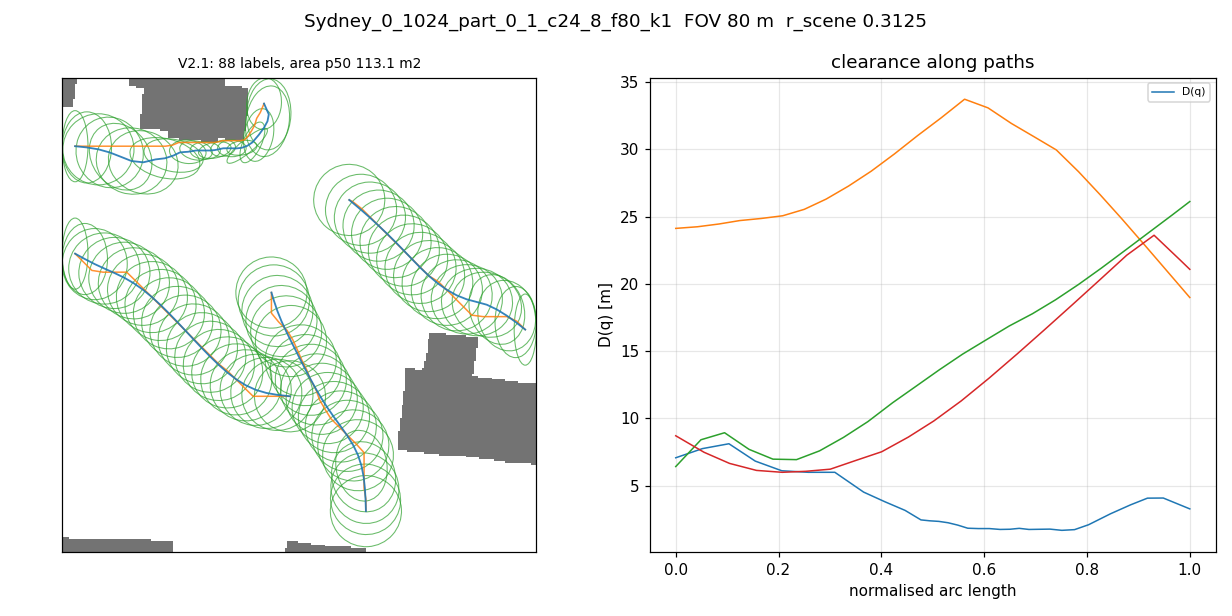 Sydney_0_1024_part_0_1_c24_8_f80_k1  FOV 80 m  r_scene 0.3125
V2.1: 88 labels, area p50 113.1 m2
clearance along paths
D(q)
35
30
25
20
15
10
5
D(q) [m]
0.0 0.2 0.4 0.6 0.8 1.0
normalised arc length